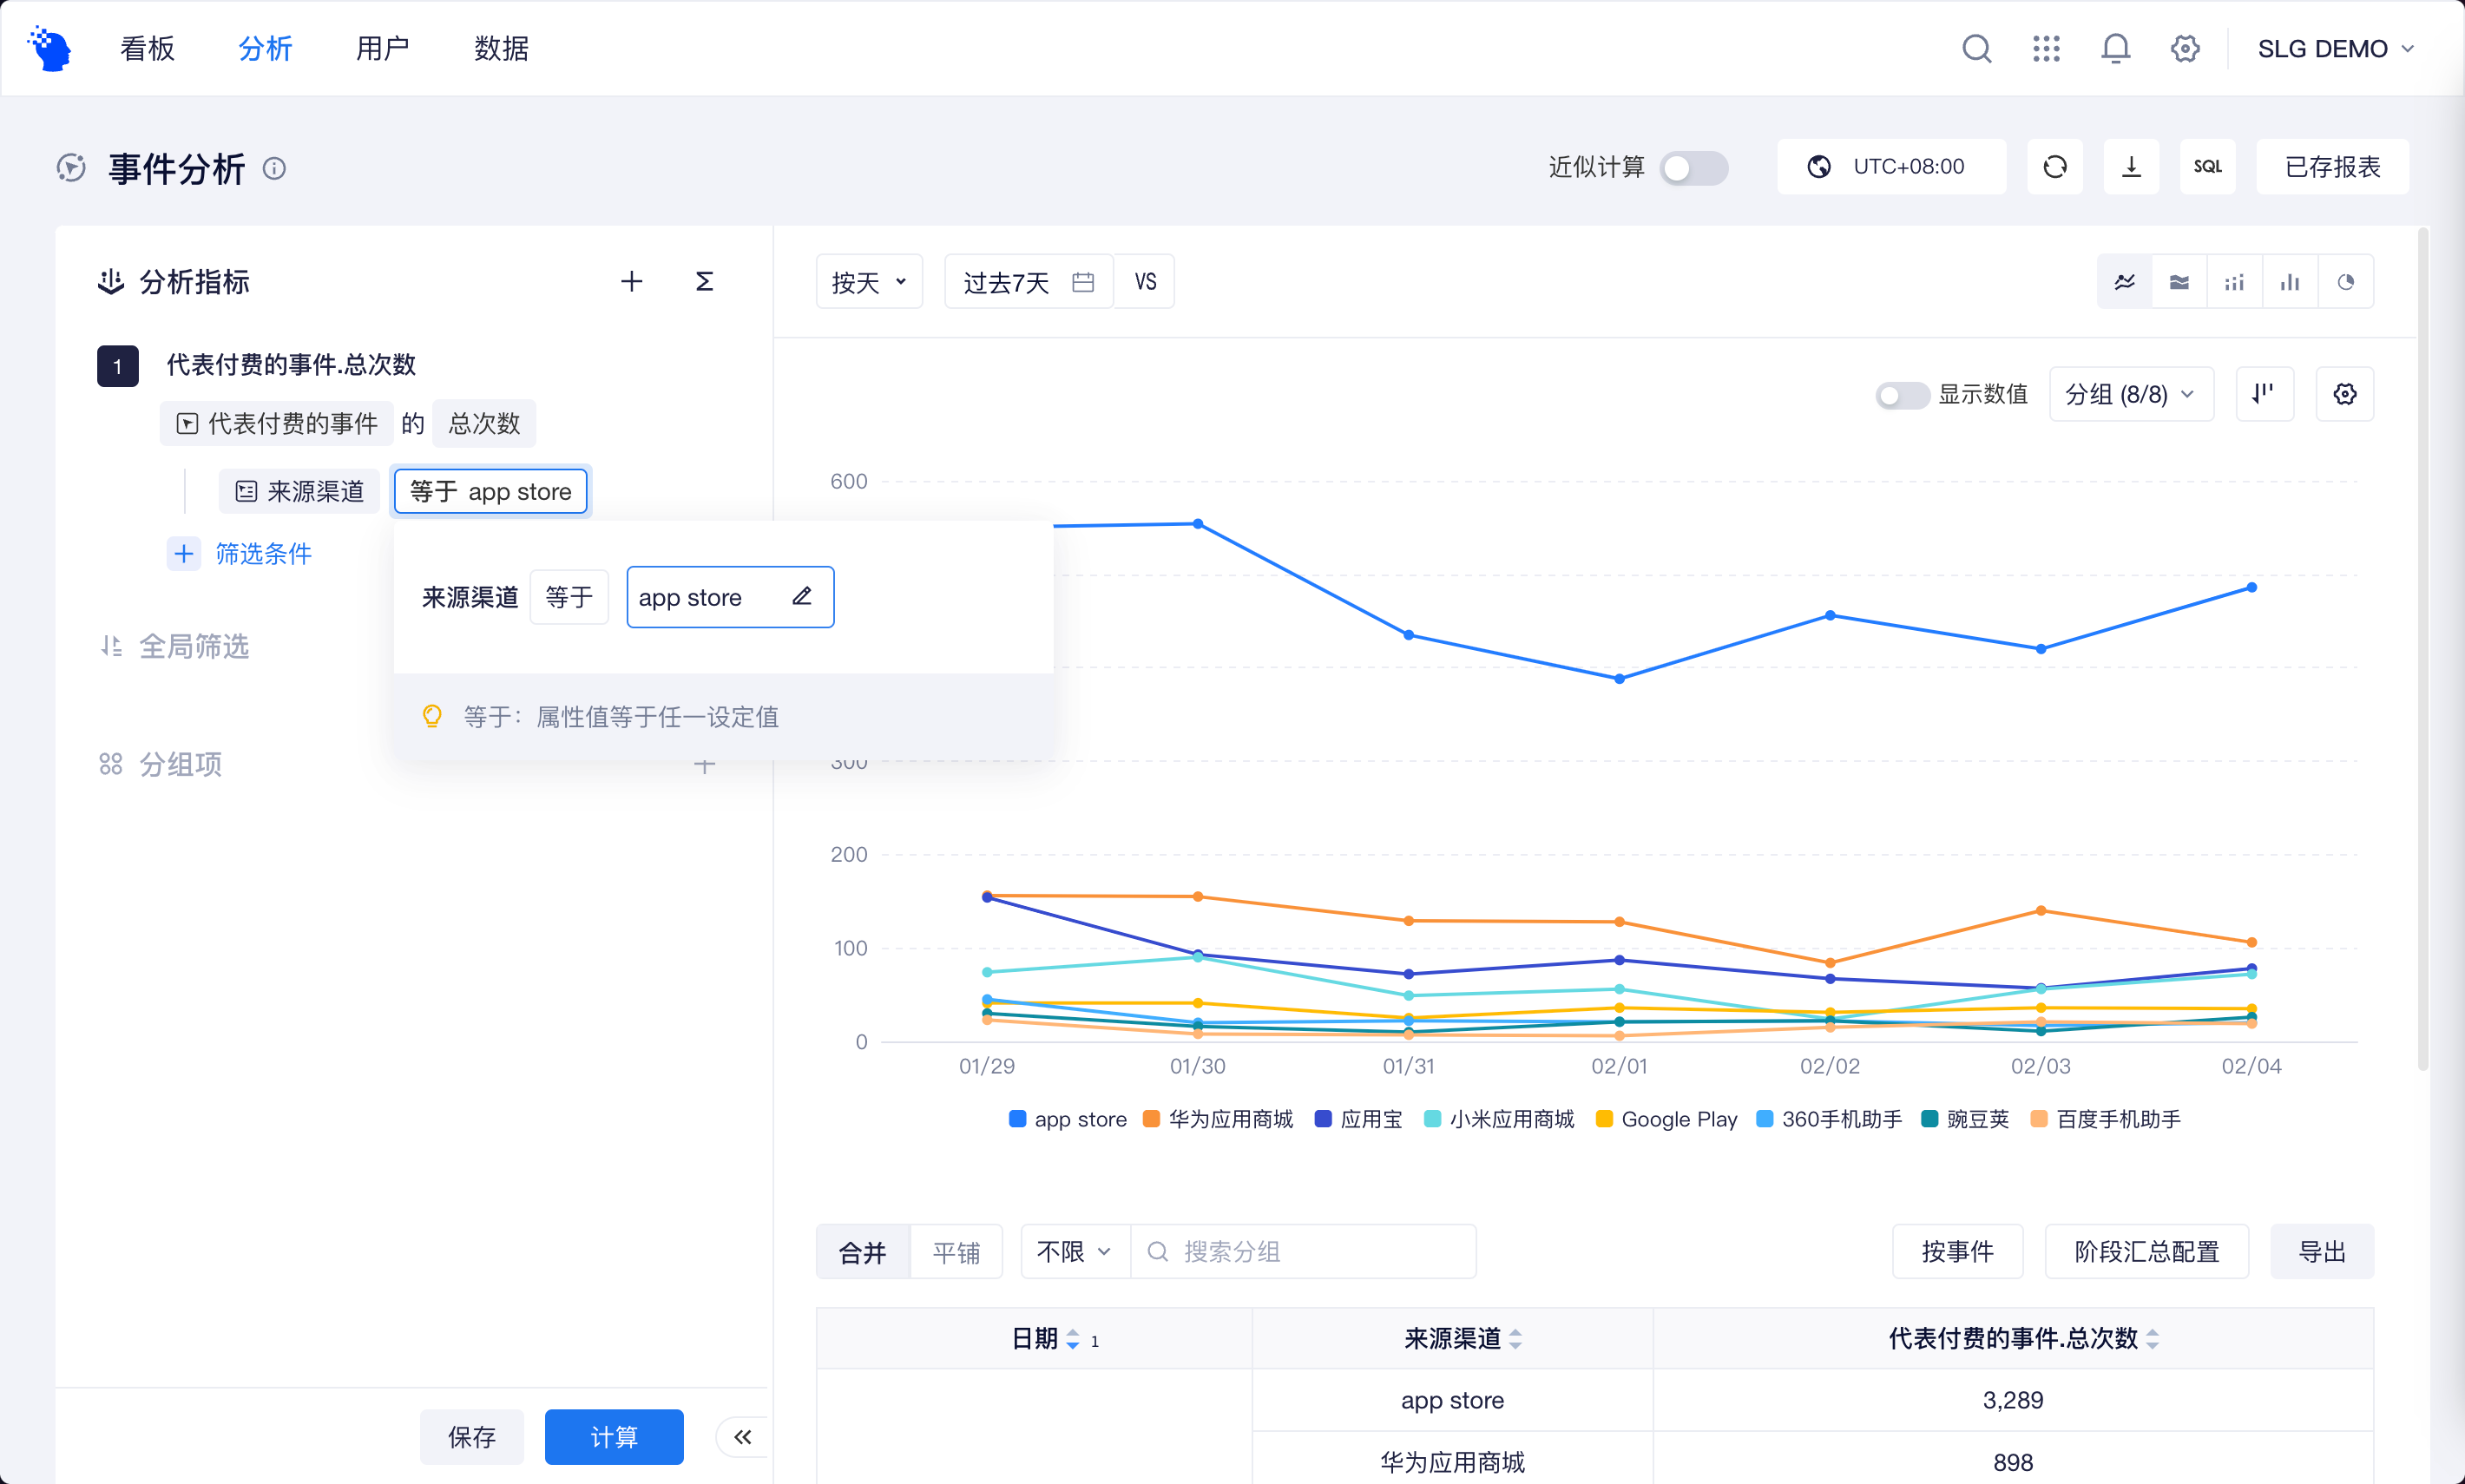 看板 分析 用户 数据 SLG DEMO
事件分析 近似计算 UTC+08:00 SQL 已存报表
分析指标 Σ
按天 过去7天 VS
1 代表付费的事件.总次数
代表付费的事件 的 总次数
显示数值 分组 (8/8)
来源渠道 等于 app store
筛选条件
来源渠道 等于 app store
等于：属性值等于任一设定值
全局筛选
分组项
600
300
200
100
0
01/29 01/30 01/31 02/01 02/02 02/03 02/04
app store 华为应用商城 应用宝 小米应用商城 Google Play 360手机助手 豌豆荚 百度手机助手
合并 平铺 不限 搜索分组 按事件 阶段汇总配置 导出
日期 1 来源渠道 代表付费的事件.总次数
app store 3,289
华为应用商城 898
保存 计算